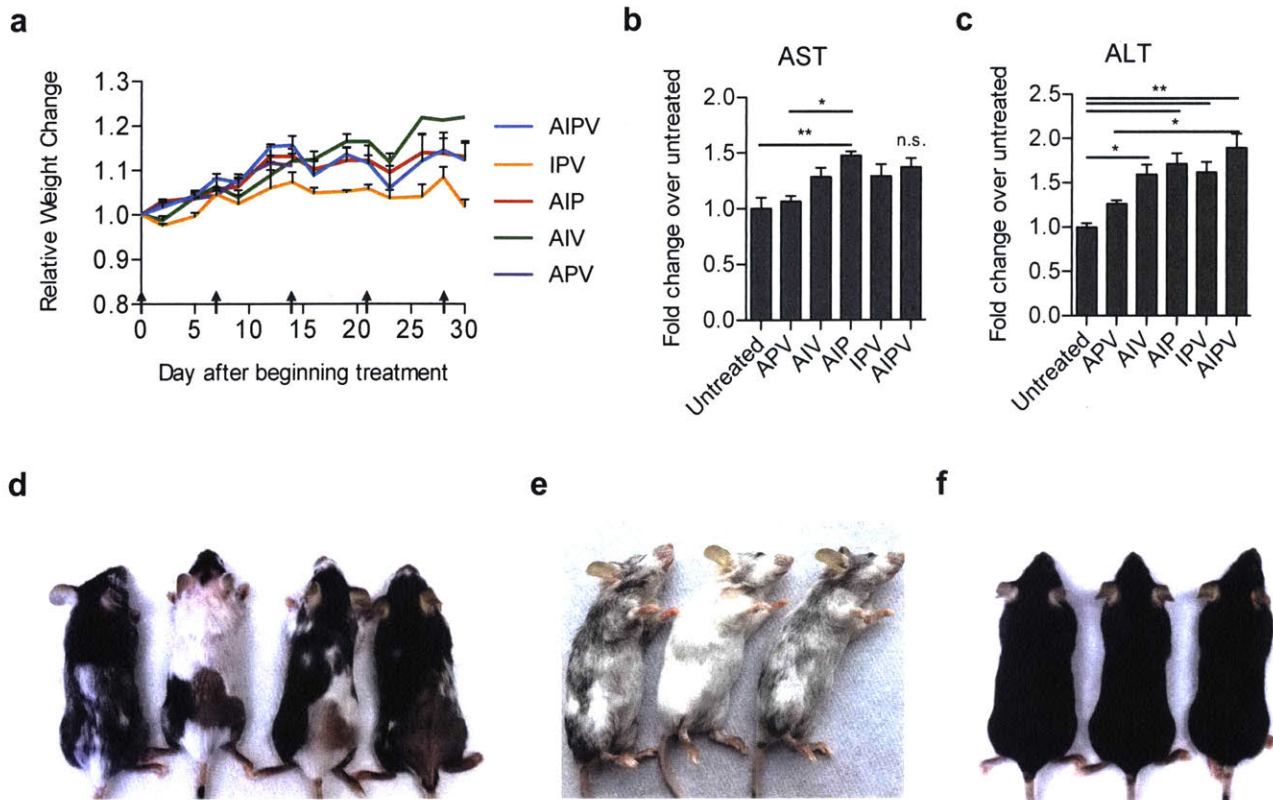 a
Relative Weight Change
1.3
1.2
1.1
1.0
0.9
0.8
0
5
10
15
20
25
30
Day after beginning treatment
AIPV
IPV
AIP
AIV
APV
b
AST
Fold change over untreated
2.0
1.5
1.0
0.5
0.0
*
**
n.s.
Untreated
APV
AIV
AIP
IPV
AIPV
c
ALT
Fold change over untreated
2.5
2.0
1.5
1.0
0.5
0.0
**
*
*
Untreated
APV
AIV
AIP
IPV
AIPV
d
e
f